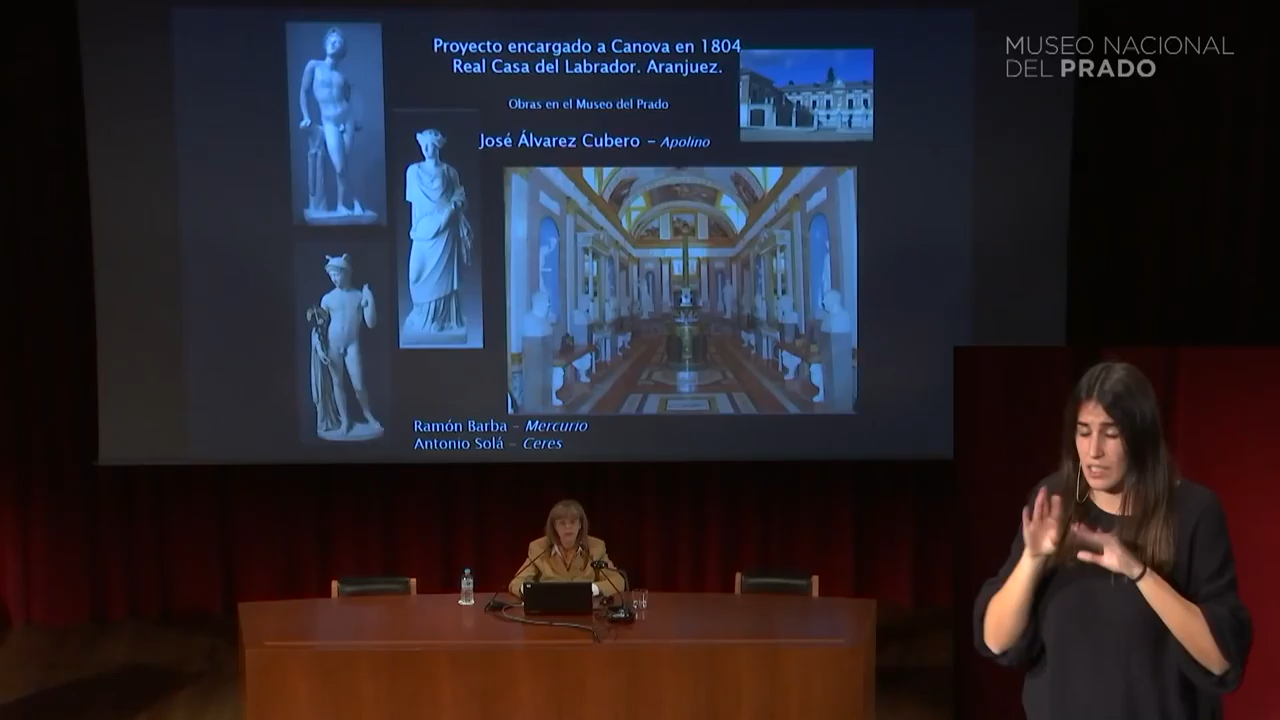 Proyecto encargado a Canova en 1804
Real Casa del Labrador. Aranjuez.
Obras en el Museo del Prado
José Álvarez Cubero – Apolino
Ramón Barba – Mercurio
Antonio Solá – Ceres
MUSEO NACIONAL
DEL PRADO